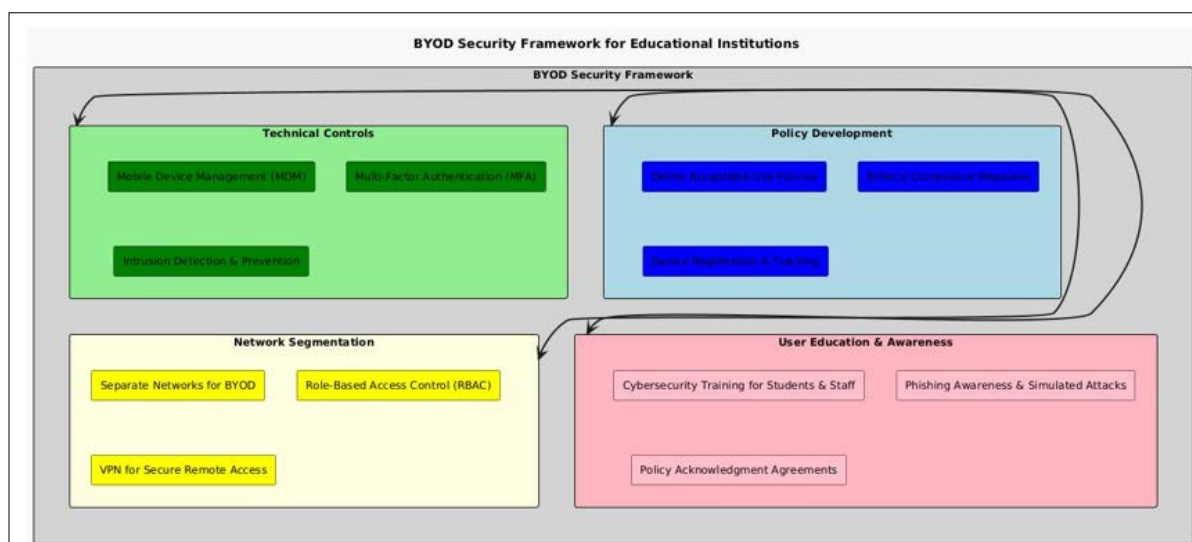 BYOD Security Framework for Educational Institutions
BYOD Security Framework
Technical Controls
Mobile Device Management (MDM)
Multi-Factor Authentication (MFA)
Intrusion Detection & Prevention
Policy Development
Define Acceptable Use Policies
Enforce Compliance Measures
Device Registration & Tracking
Network Segmentation
Separate Networks for BYOD
Role-Based Access Control (RBAC)
VPN for Secure Remote Access
User Education & Awareness
Cybersecurity Training for Students & Staff
Phishing Awareness & Simulated Attacks
Policy Acknowledgment Agreements